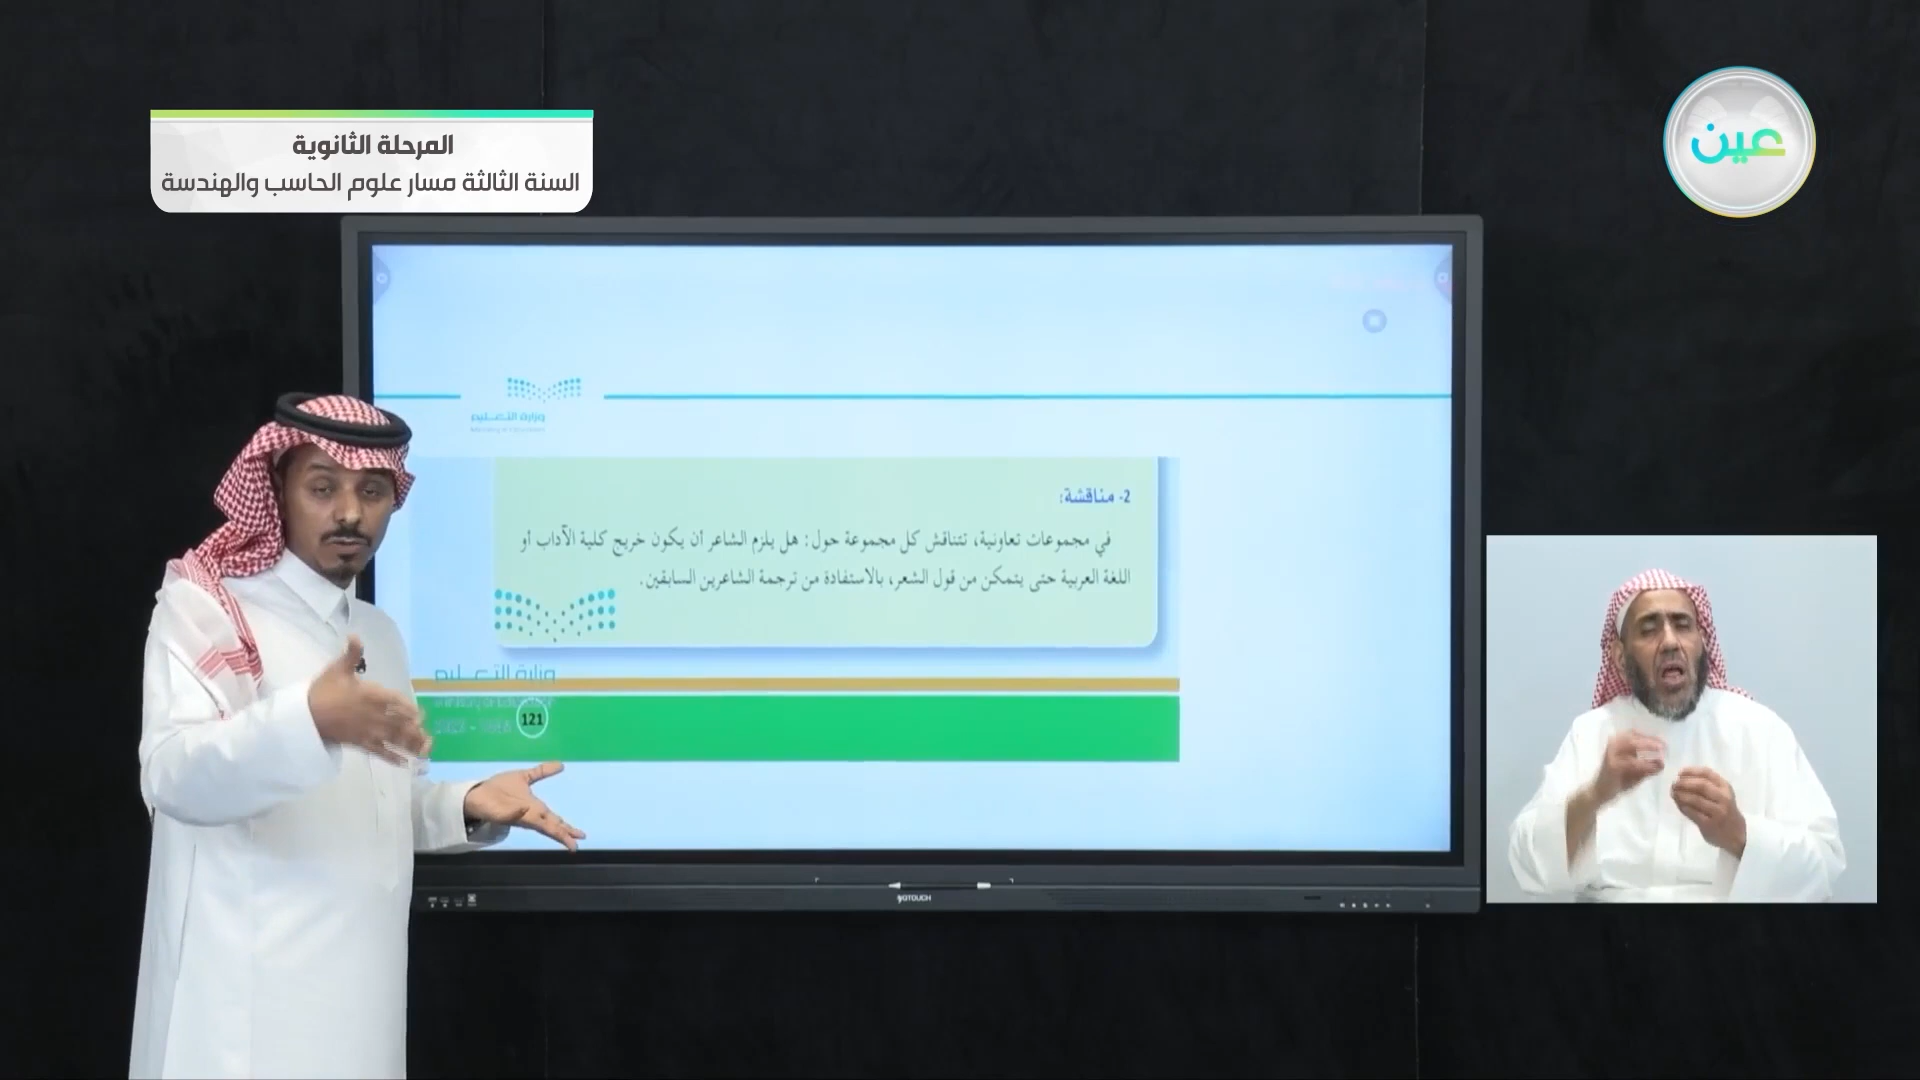 المرحلة الثانوية
السنة الثالثة مسار علوم الحاسب والهندسة
عين
وزارة التعليم
2- مناقشة:
في مجموعات تعاونية، تتناقش كل مجموعة حول: هل يلزم الشاعر أن يكون خريج كلية الآداب أو
اللغة العربية حتى يتمكن من قول الشعر، بالاستفادة من ترجمة الشاعرين السابقين.
وزارة التعليم
121